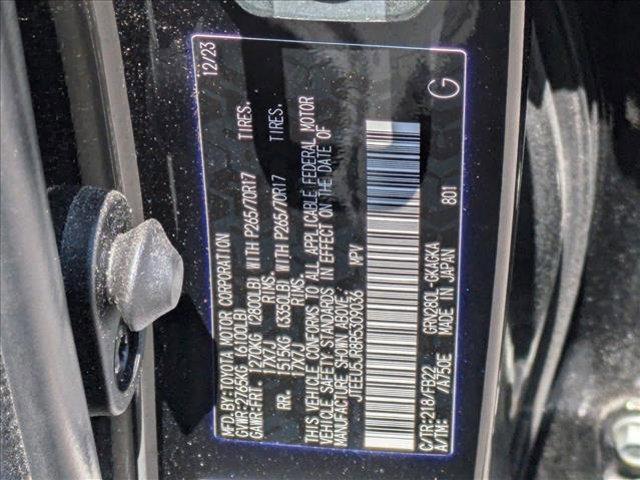 MFD.BY:TOYOTA MOTOR CORPORATION 12/23
GVWR:2765KG (6100LB)
GAWR:FRT. 1270KG (2800LB) WITH P265/70R17 TIRES,
17X7J RIMS,
RR. 1515KG (3350LB) WITH P265/70R17 TIRES,
17X7J RIMS,
THIS VEHICLE CONFORMS TO ALL APPLICABLE FEDERAL MOTOR
VEHICLE SAFETY STANDARDS IN EFFECT ON THE DATE OF
MANUFACTURE SHOWN ABOVE.
JTEEU5JR8R5309036 MPV
C/TR:218/FB22 GRN280L-GKAGKA 801
A/TM: /A750E MADE IN JAPAN
G